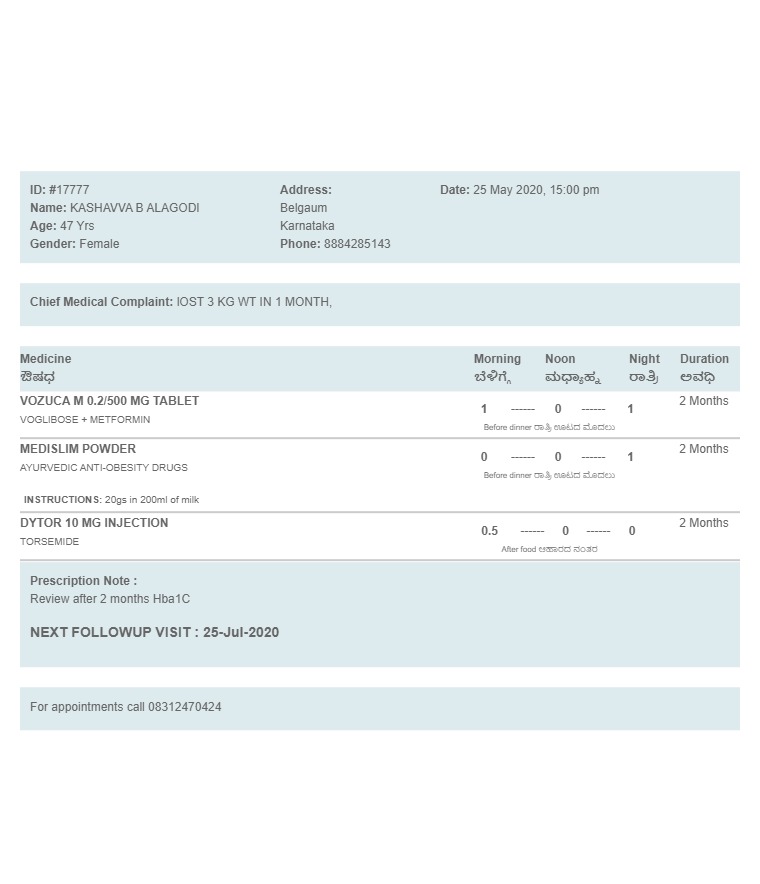 ID: #17777
Name: KASHAVVA B ALAGODI
Age: 47 Yrs
Gender: Female
Address:
Belgaum
Karnataka
Phone: 8884285143
Date: 25 May 2020, 15:00 pm
Chief Medical Complaint: lOST 3 KG WT IN 1 MONTH,
Medicine Morning Noon Night Duration
ಔಷಧ ಬೆಳಿಗ್ಗೆ ಮಧ್ಯಾಹ್ನ ರಾತ್ರಿ ಅವಧಿ
VOZUCA M 0.2/500 MG TABLET 2 Months
1 ------ 0 ------ 1
VOGLIBOSE + METFORMIN
Before dinner ರಾತ್ರಿ ಊಟದ ಮೊದಲು
MEDISLIM POWDER 2 Months
0 ------ 0 ------ 1
AYURVEDIC ANTI-OBESITY DRUGS
Before dinner ರಾತ್ರಿ ಊಟದ ಮೊದಲು
INSTRUCTIONS: 20gs in 200ml of milk
DYTOR 10 MG INJECTION 2 Months
0.5 ------ 0 ------ 0
TORSEMIDE
After food ಆಹಾರದ ನಂತರ
Prescription Note :
Review after 2 months Hba1C
NEXT FOLLOWUP VISIT : 25-Jul-2020
For appointments call 08312470424